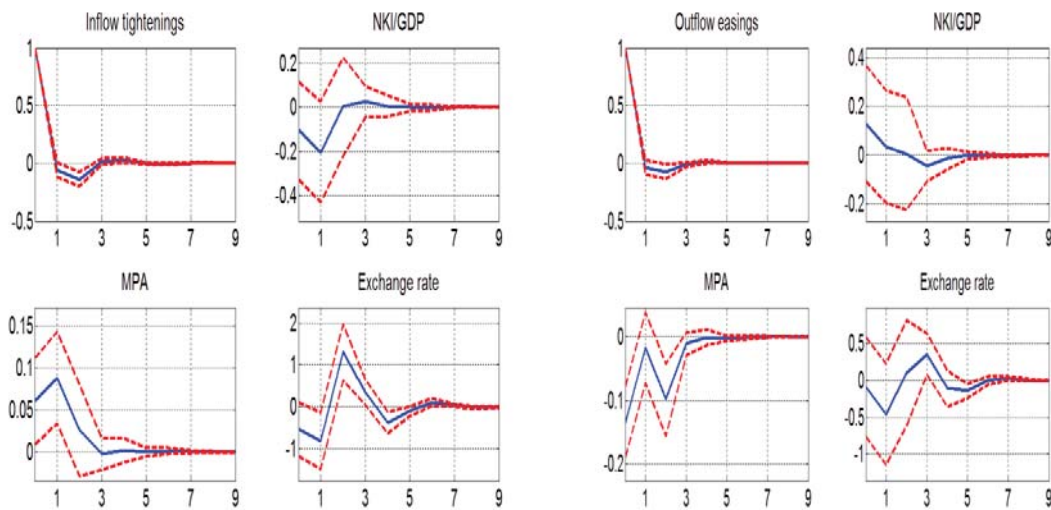 Inflow tightenings
1
0.5
0
-0.5
1 3 5 7 9
NKI/GDP
0.2
0
-0.2
-0.4
1 3 5 7 9
Outflow easings
1
0.5
0
-0.5
1 3 5 7 9
NKI/GDP
0.4
0.2
0
-0.2
1 3 5 7 9
MPA
0.15
0.1
0.05
0
1 3 5 7 9
Exchange rate
2
1
0
-1
1 3 5 7 9
MPA
0
-0.1
-0.2
1 3 5 7 9
Exchange rate
0.5
0
-0.5
-1
1 3 5 7 9